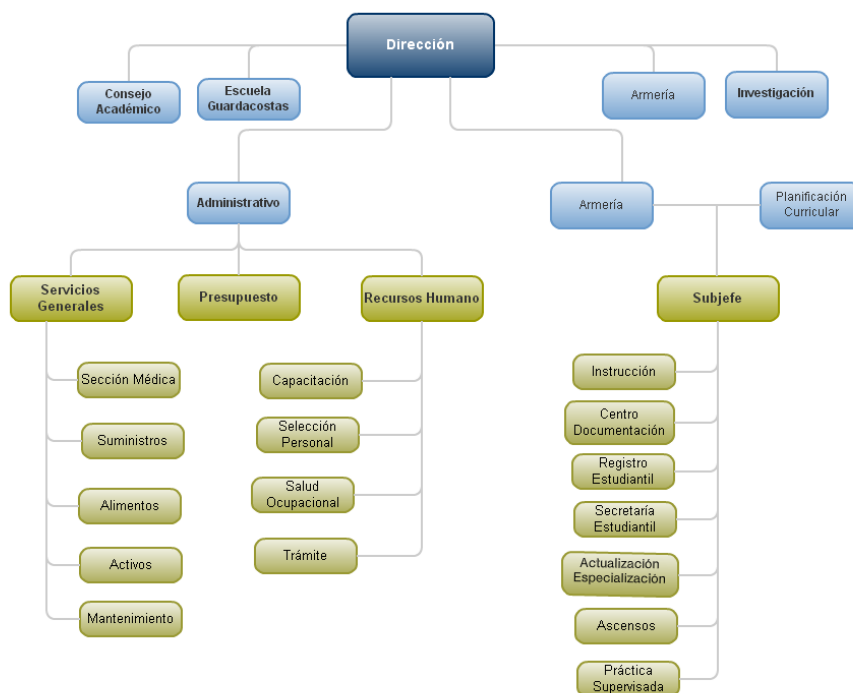 Dirección
Consejo
Académico
Escuela
Guardacostas
Armería
Investigación
Administrativo
Armería
Planificación
Curricular
Servicios
Generales
Presupuesto
Recursos Humano
Subjefe
Sección Médica
Suministros
Alimentos
Activos
Mantenimiento
Capacitación
Selección
Personal
Salud
Ocupacional
Trámite
Instrucción
Centro
Documentación
Registro
Estudiantil
Secretaría
Estudiantil
Actualización
Especialización
Ascensos
Práctica
Supervisada